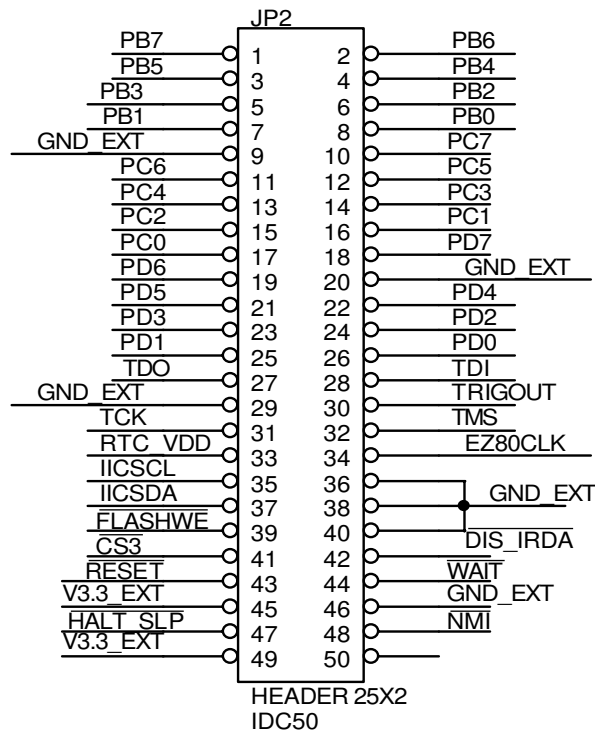 JP2
PB7 1 2 PB6
PB5 3 4 PB4
PB3 5 6 PB2
PB1 7 8 PB0
GND_EXT 9 10 PC7
PC6 11 12 PC5
PC4 13 14 PC3
PC2 15 16 PC1
PC0 17 18 PD7
PD6 19 20 GND_EXT
PD5 21 22 PD4
PD3 23 24 PD2
PD1 25 26 PD0
TDO 27 28 TDI
GND_EXT 29 30 TRIGOUT
TCK 31 32 TMS
RTC_VDD 33 34 EZ80CLK
IICSCL 35 36
IICSDA 37 38 GND_EXT
FLASHWE 39 40
CS3 41 42 DIS_IRDA
RESET 43 44 WAIT
V3.3_EXT 45 46 GND_EXT
HALT_SLP 47 48 NMI
V3.3_EXT 49 50
HEADER 25X2
IDC50